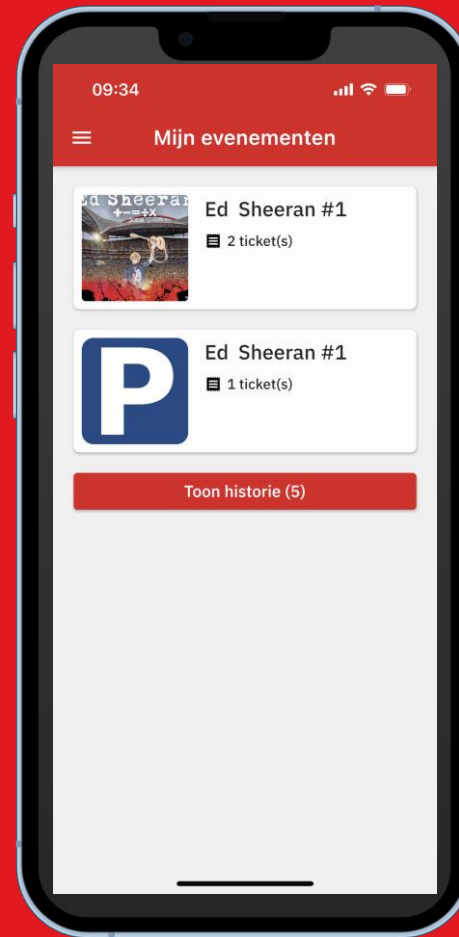 09:34
Mijn evenementen
Ed Sheeran
+-=÷x
Ed Sheeran #1
2 ticket(s)
P
Ed Sheeran #1
1 ticket(s)
Toon historie (5)